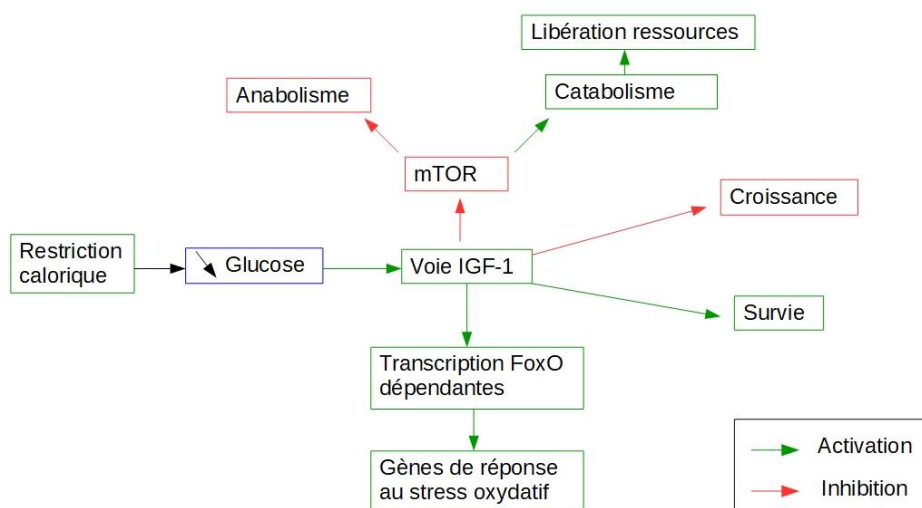 Libération ressources
Anabolisme
Catabolisme
mTOR
Croissance
Restriction
calorique
Glucose
Voie IGF-1
Survie
Transcription FoxO
dépendantes
Gènes de réponse
au stress oxydatif
Activation
Inhibition